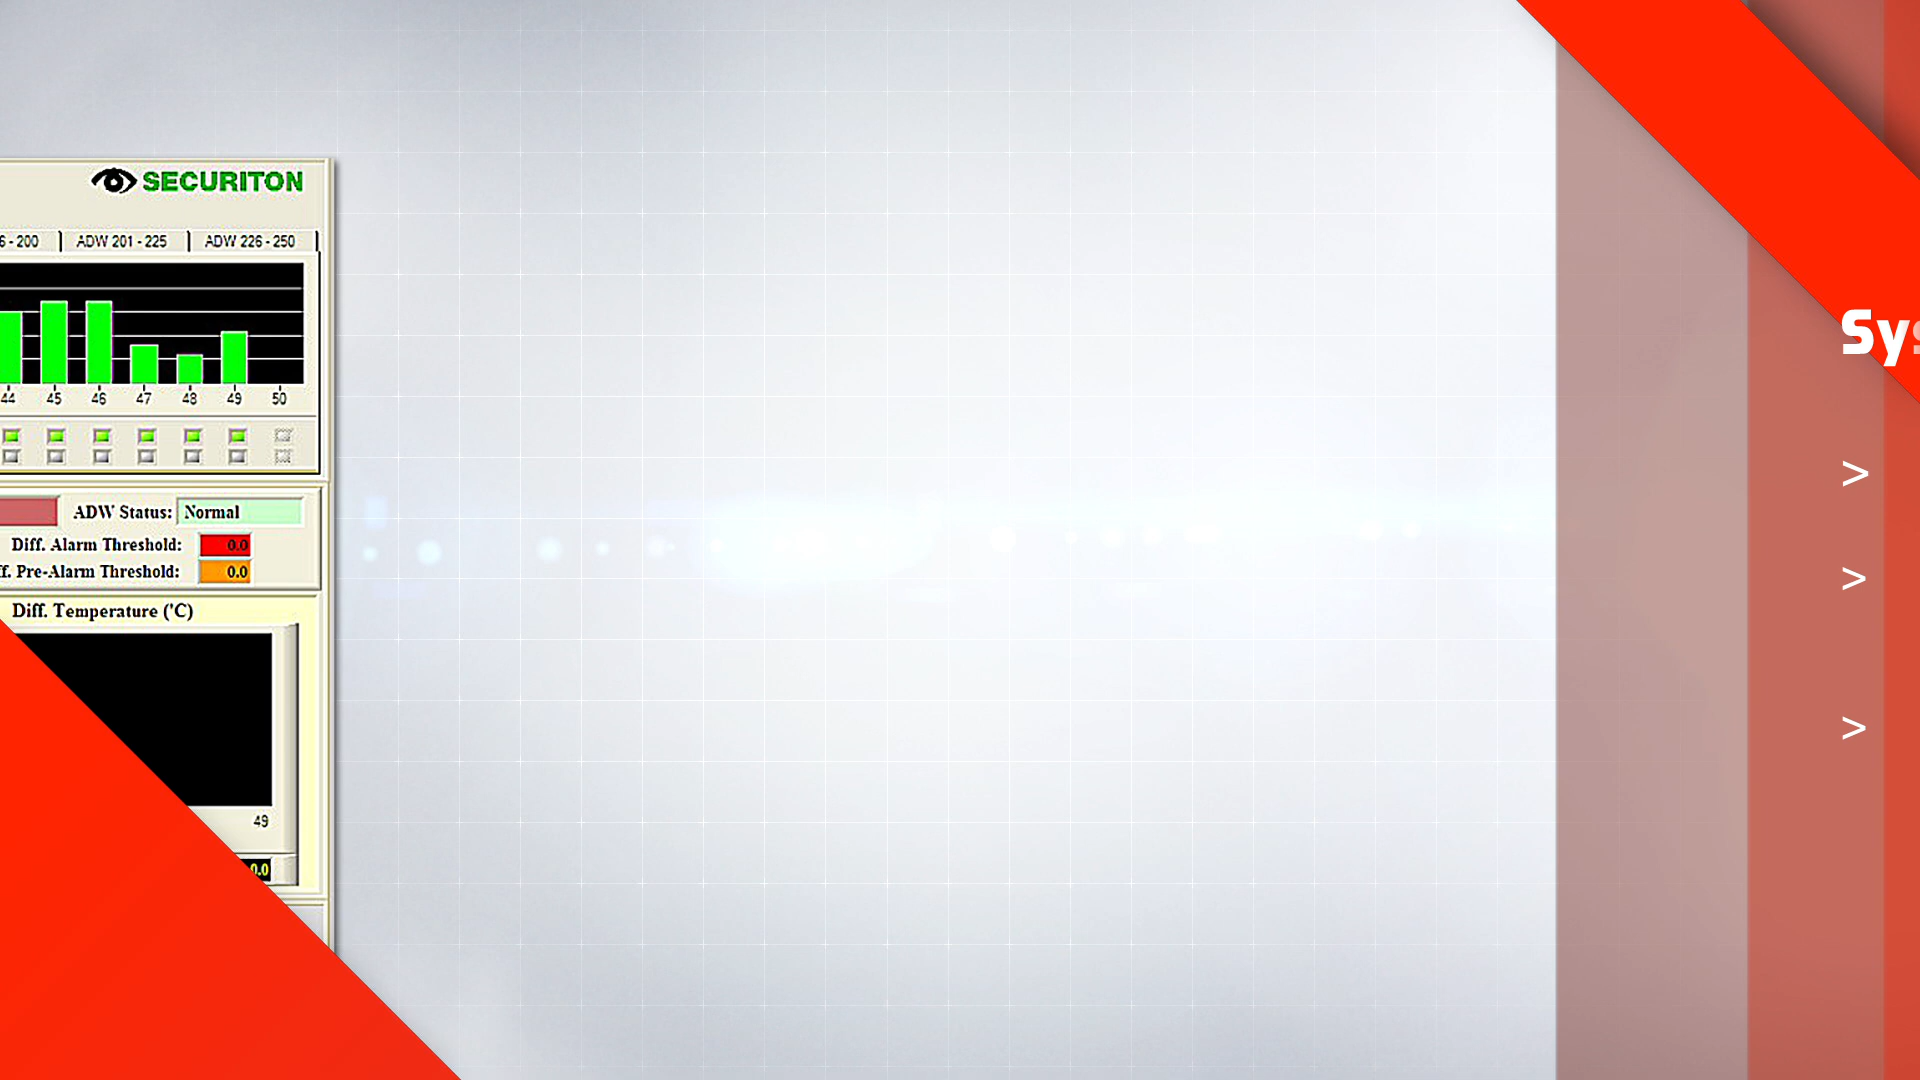 SECURITON
- 200 ADW 201 - 225 ADW 226 - 250
44 45 46 47 48 49 50
ADW Status: Normal
Diff. Alarm Threshold: 0.0
Pre-Alarm Threshold: 0.0
Diff. Temperature ('C)
49
0.0
Sy
>
>
>